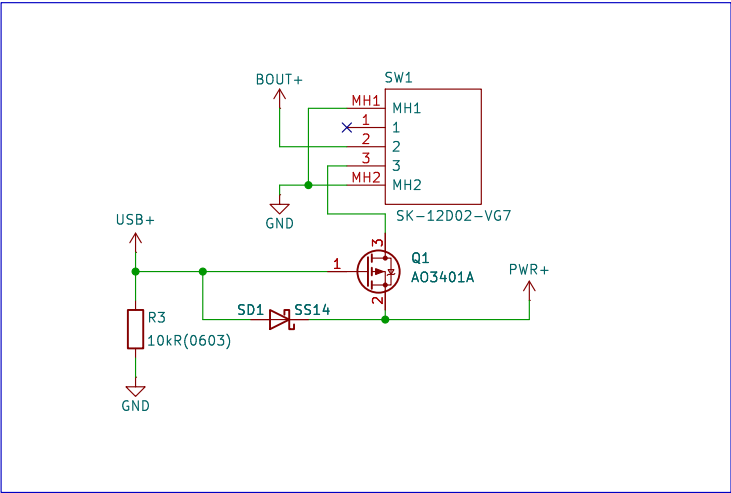 BOUT+
SW1
MH1
MH1
1
1
2
2
3
3
MH2
MH2
GND
SK-12D02-VG7
USB+
3
Q1
1
AO3401A
PWR+
2
SD1
SS14
R3
10kR(0603)
GND